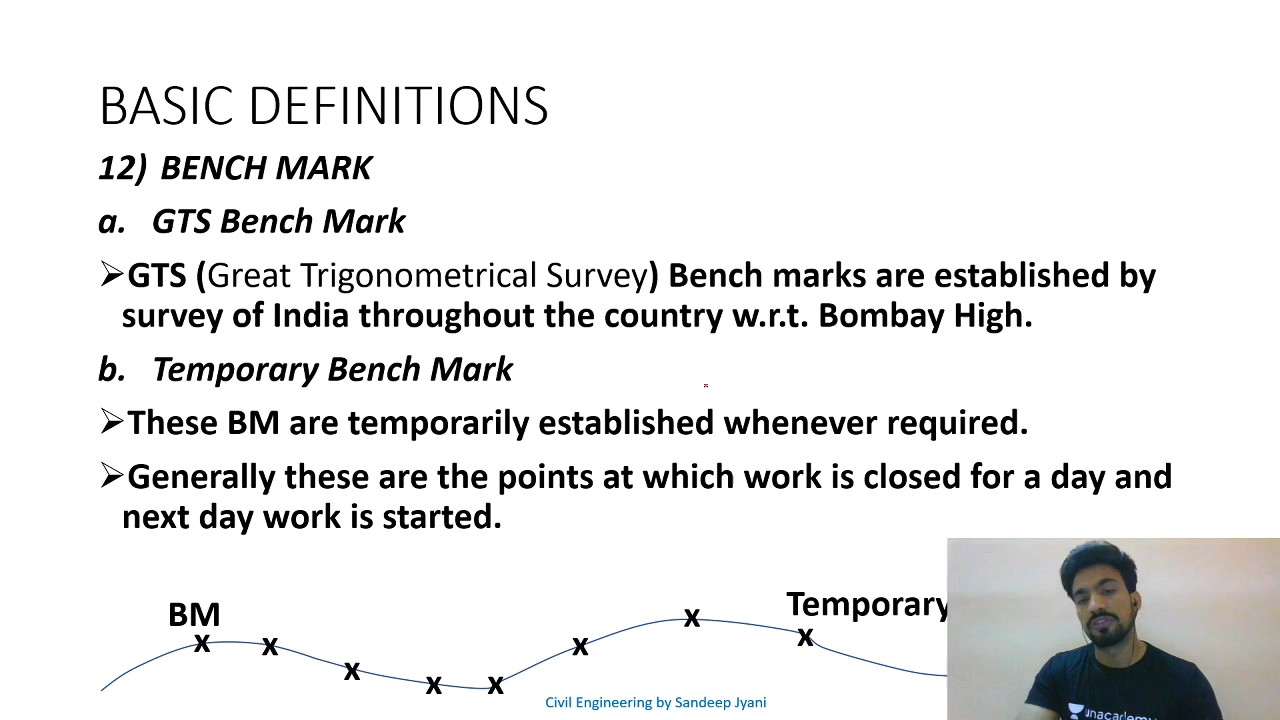 BASIC DEFINITIONS
12) BENCH MARK
a. GTS Bench Mark
➢GTS (Great Trigonometrical Survey) Bench marks are established by
survey of India throughout the country w.r.t. Bombay High.
b. Temporary Bench Mark
➢These BM are temporarily established whenever required.
➢Generally these are the points at which work is closed for a day and
next day work is started.
BM
Temporary
x x x x x x x x
Civil Engineering by Sandeep Jyani
unacademy